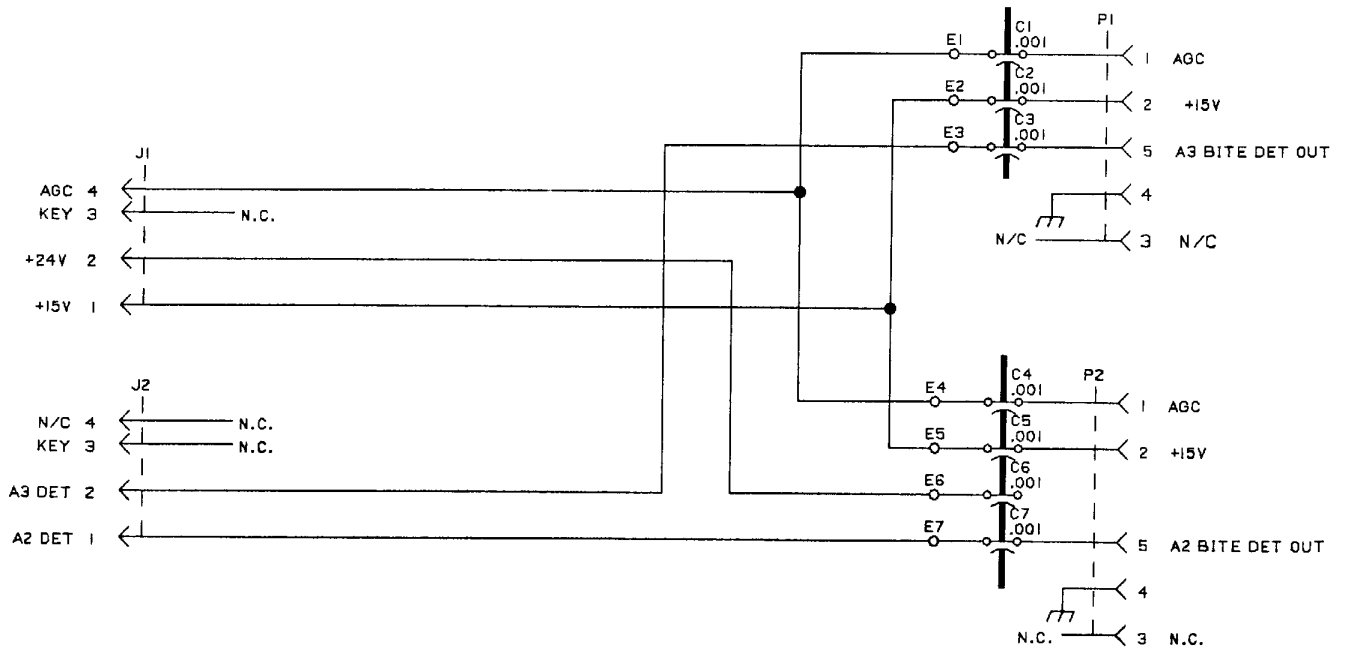 C1
P1
E1
.001
1 AGC
C2
E2
.001
2 +15V
C3
E3
.001
5 A3 BITE DET OUT
4
N/C
3 N/C
J1
AGC 4
KEY 3
N.C.
+24V 2
+15V 1
J2
N/C 4
N.C.
KEY 3
N.C.
A3 DET 2
A2 DET 1
C4
P2
E4
.001
1 AGC
C5
E5
.001
2 +15V
C6
E6
.001
C7
E7
.001
5 A2 BITE DET OUT
4
N.C.
3 N.C.